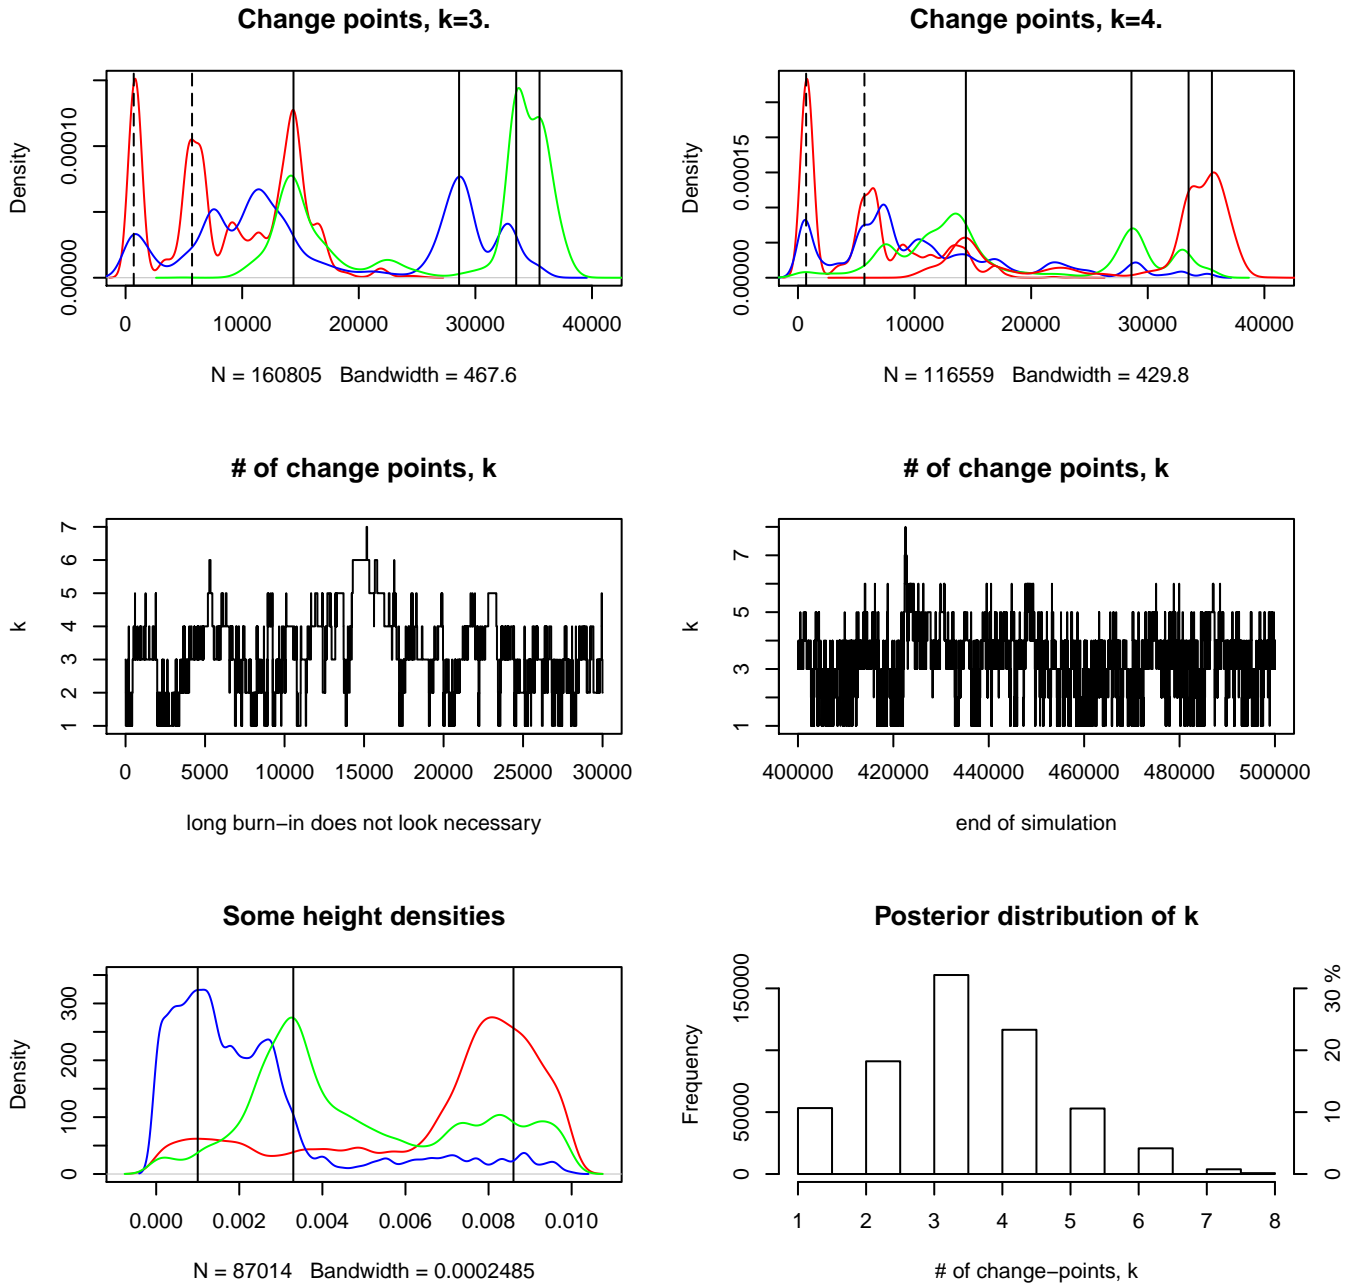 Change points, k=3.
Density
0.00000 0.00010
0 10000 20000 30000 40000
N = 160805 Bandwidth = 467.6
Change points, k=4.
Density
0.0000 0.0015
0 10000 20000 30000 40000
N = 116559 Bandwidth = 429.8
# of change points, k
k
1 2 3 4 5 6 7
0 5000 10000 15000 20000 25000 30000
long burn−in does not look necessary
# of change points, k
k
1 3 5 7
400000 420000 440000 460000 480000 500000
end of simulation
Some height densities
Density
0 100 200 300
0.000 0.002 0.004 0.006 0.008 0.010
N = 87014 Bandwidth = 0.0002485
Posterior distribution of k
Frequency
0 50000 150000
0 10 20 30 %
1 2 3 4 5 6 7 8
# of change−points, k